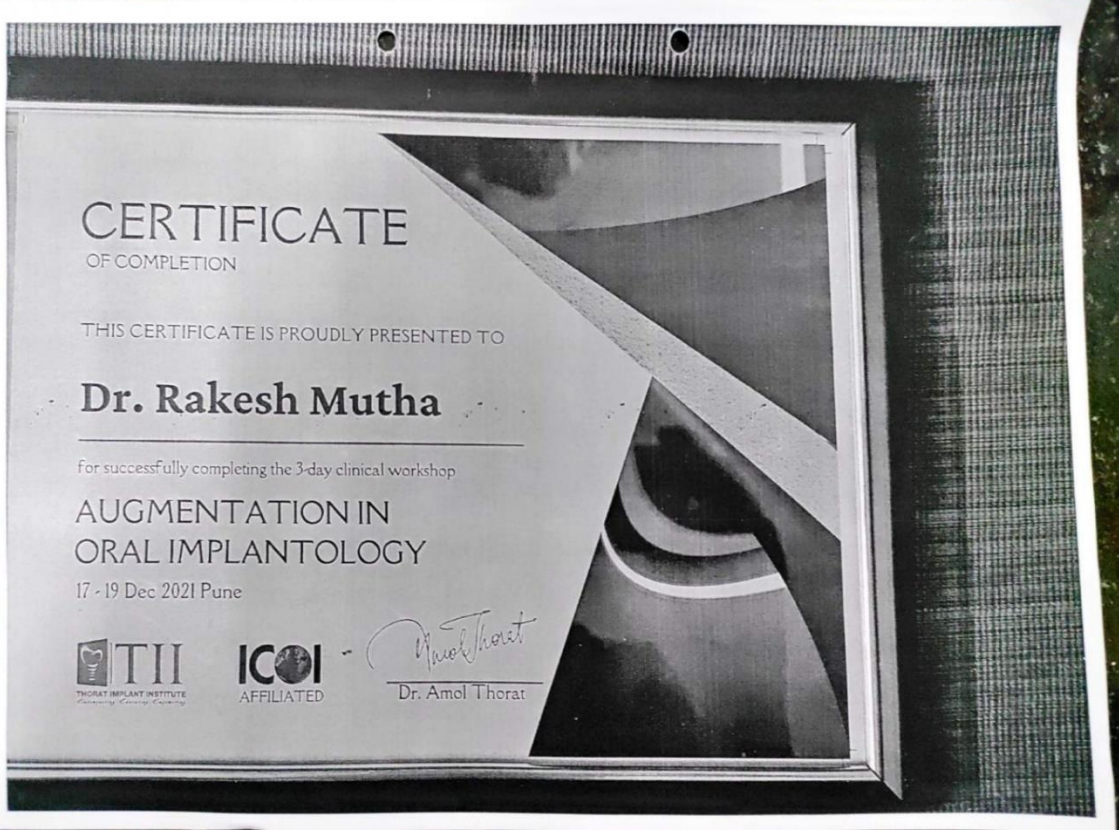 CERTIFICATE
OF COMPLETION
THIS CERTIFICATE IS PROUDLY PRESENTED TO
Dr. Rakesh Mutha
for successfully completing the 3-day clinical workshop
AUGMENTATION IN
ORAL IMPLANTOLOGY
17 - 19 Dec 2021 Pune
TII
THORAT IMPLANT INSTITUTE
ICOI
AFFILIATED
Amol Thorat
Dr. Amol Thorat